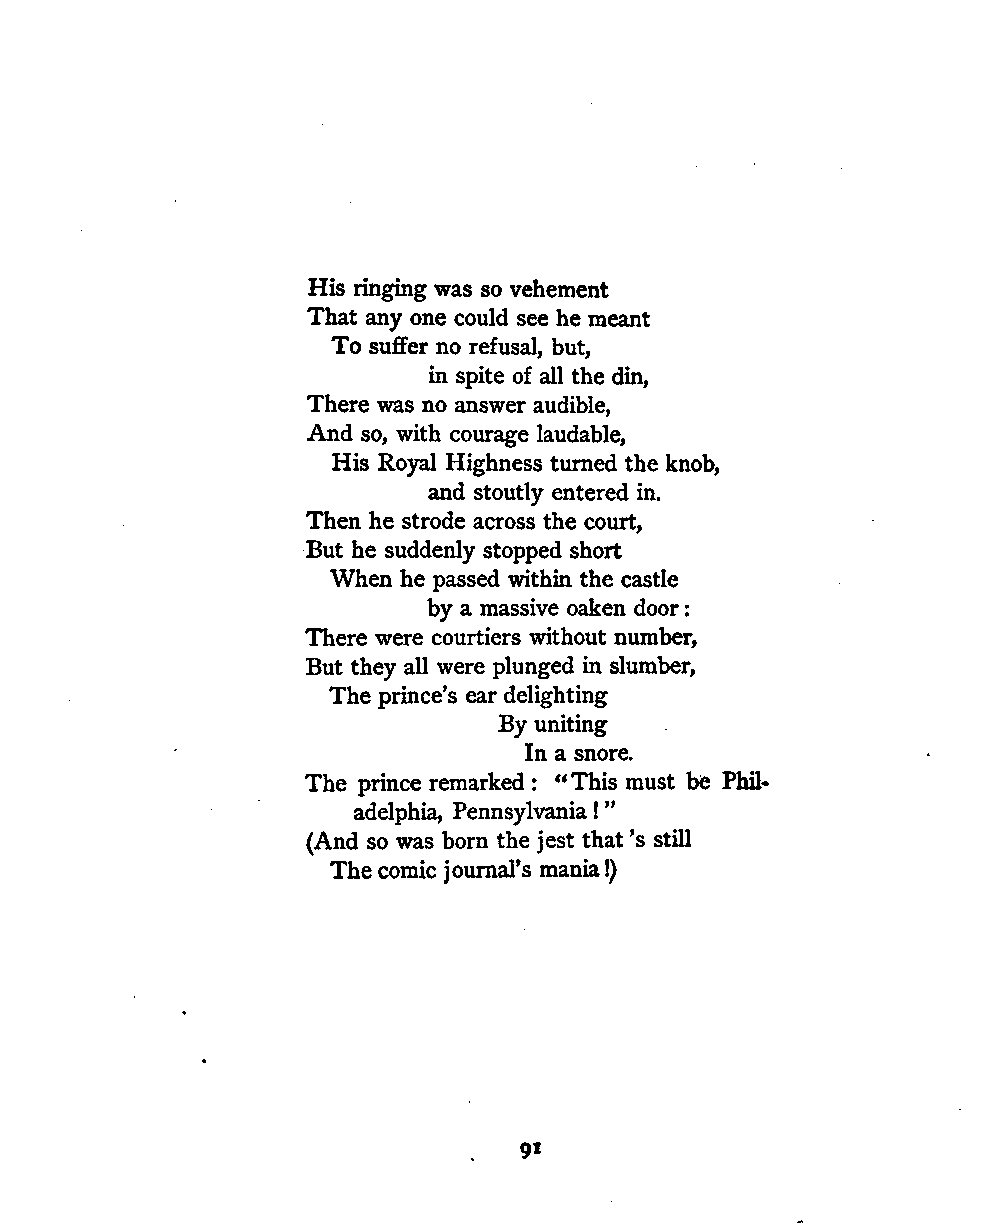 His ringing was so vehement
That any one could see he meant
To suffer no refusal, but,
in spite of all the din,
There was no answer audible,
And so, with courage laudable,
His Royal Highness turned the knob,
and stoutly entered in.
Then he strode across the court,
But he suddenly stopped short
When he passed within the castle
by a massive oaken door :
There were courtiers without number,
But they all were plunged in slumber,
The prince's ear delighting
By uniting
In a snore.
The prince remarked : “This must be Phil-
adelphia, Pennsylvania ! ”
(And so was born the jest that 's still
The comic journal's mania !)
91